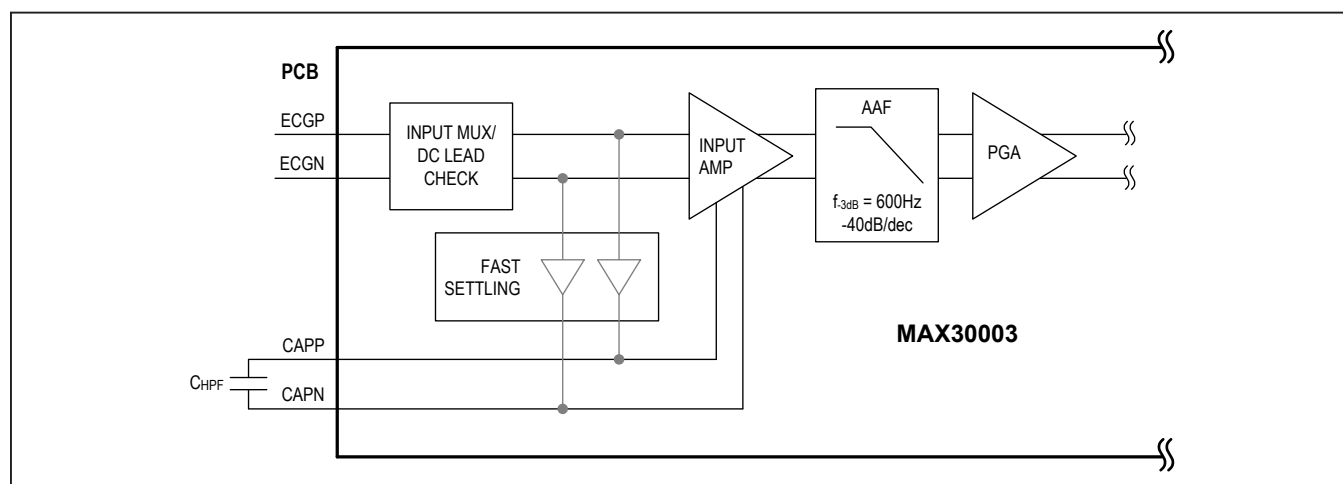 PCB
ECGP
ECGN
INPUT MUX/
DC LEAD
CHECK
INPUT
AMP
AAF
f-3dB = 600Hz
-40dB/dec
PGA
FAST
SETTLING
CAPP
CHPF
CAPN
MAX30003